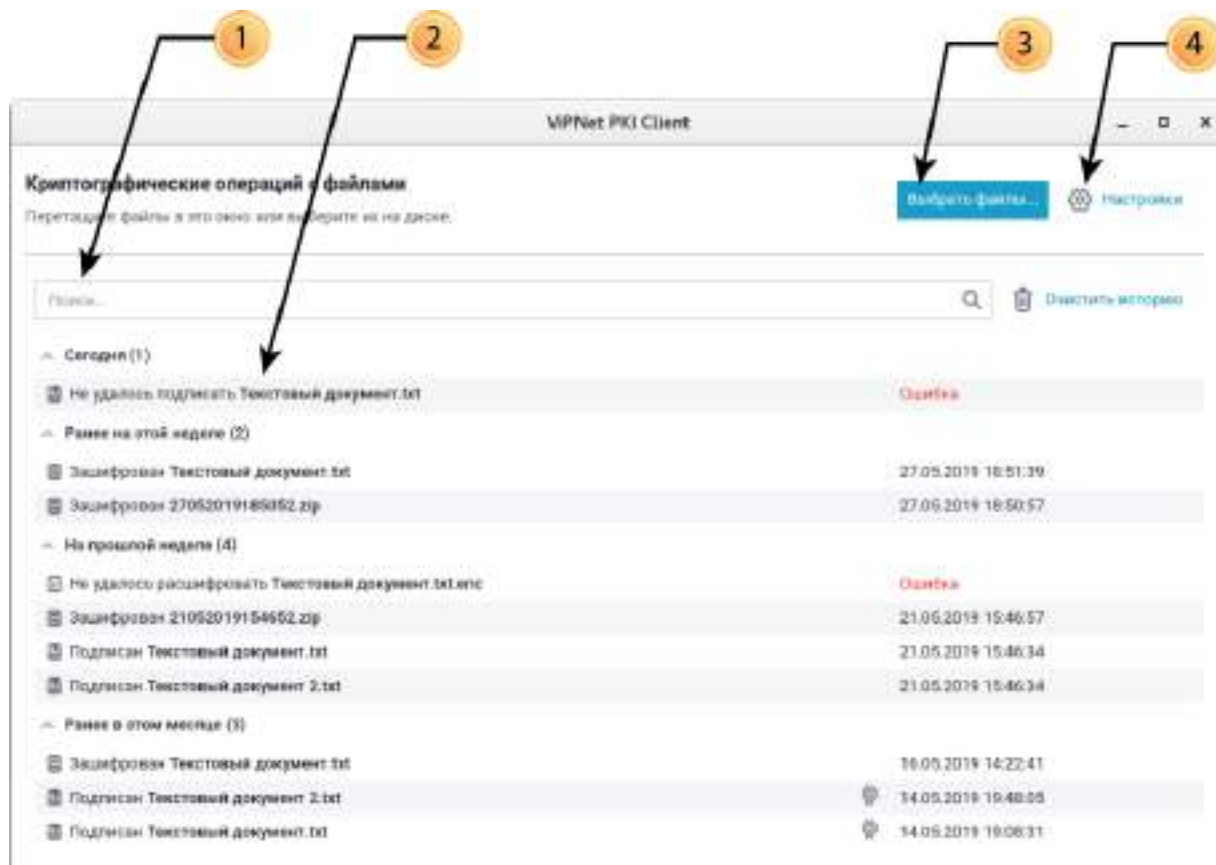 1
2
3
4
ViPNet PKI Client
Криптографические операций с файлами
Перетащите файлы в это окно или выберите их на диске.
Выбрать файлы...
Настройки
Поиск...
Очистить историю
Сегодня (1)
Не удалось подписать Текстовый документ.txt Ошибка
Ранее на этой неделе (2)
Зашифрован Текстовый документ.txt 27.05.2019 18:51:39
Зашифрован 27052019185052.zip 27.05.2019 18:50:57
На прошлой неделе (4)
Не удалось расшифровать Текстовый документ.txt.enc Ошибка
Зашифрован 21052019154652.zip 21.05.2019 15:46:57
Подписан Текстовый документ.txt 21.05.2019 15:46:34
Подписан Текстовый документ 2.txt 21.05.2019 15:46:34
Ранее в этом месяце (3)
Зашифрован Текстовый документ.txt 16.05.2019 14:22:41
Подписан Текстовый документ 2.txt 14.05.2019 19:48:05
Подписан Текстовый документ.txt 14.05.2019 19:08:31